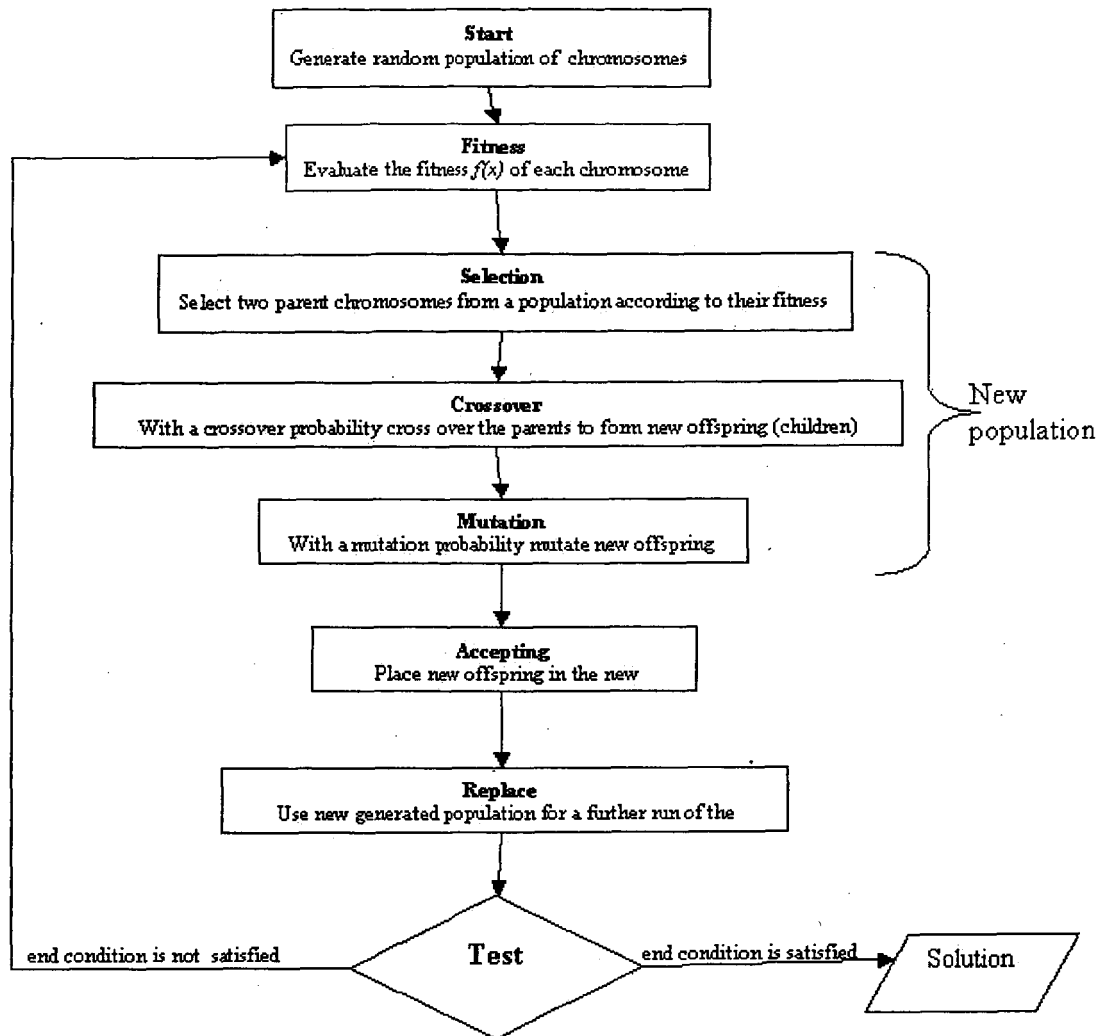 Start
Generate random population of chromosomes
Fitness
Evaluate the fitness f(x) of each chromosome
Selection
Select two parent chromosomes from a population according to their fitness
Crossover
With a crossover probability cross over the parents to form new offspring (children)
New
population
Mutation
With a mutation probability mutate new offspring
Accepting
Place new offspring in the new
Replace
Use new generated population for a further run of the
Test
end condition is not satisfied
end condition is satisfied
Solution